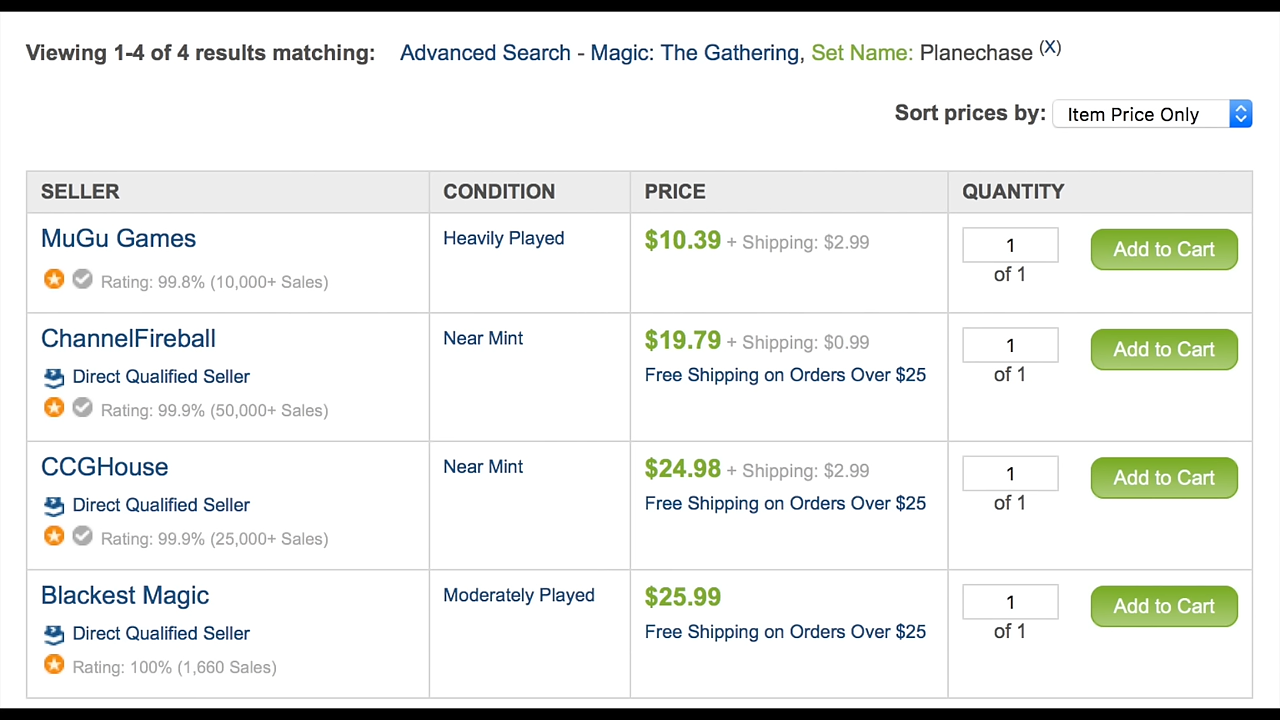 Viewing 1-4 of 4 results matching: Advanced Search - Magic: The Gathering, Set Name: Planechase (X)
Sort prices by: Item Price Only
SELLER CONDITION PRICE QUANTITY
MuGu Games Heavily Played $10.39 + Shipping: $2.99 1 Add to Cart
of 1
Rating: 99.8% (10,000+ Sales)
ChannelFireball Near Mint $19.79 + Shipping: $0.99 1 Add to Cart
Direct Qualified Seller Free Shipping on Orders Over $25 of 1
Rating: 99.9% (50,000+ Sales)
CCGHouse Near Mint $24.98 + Shipping: $2.99 1 Add to Cart
Direct Qualified Seller Free Shipping on Orders Over $25 of 1
Rating: 99.9% (25,000+ Sales)
Blackest Magic Moderately Played $25.99 1 Add to Cart
Direct Qualified Seller Free Shipping on Orders Over $25 of 1
Rating: 100% (1,660 Sales)